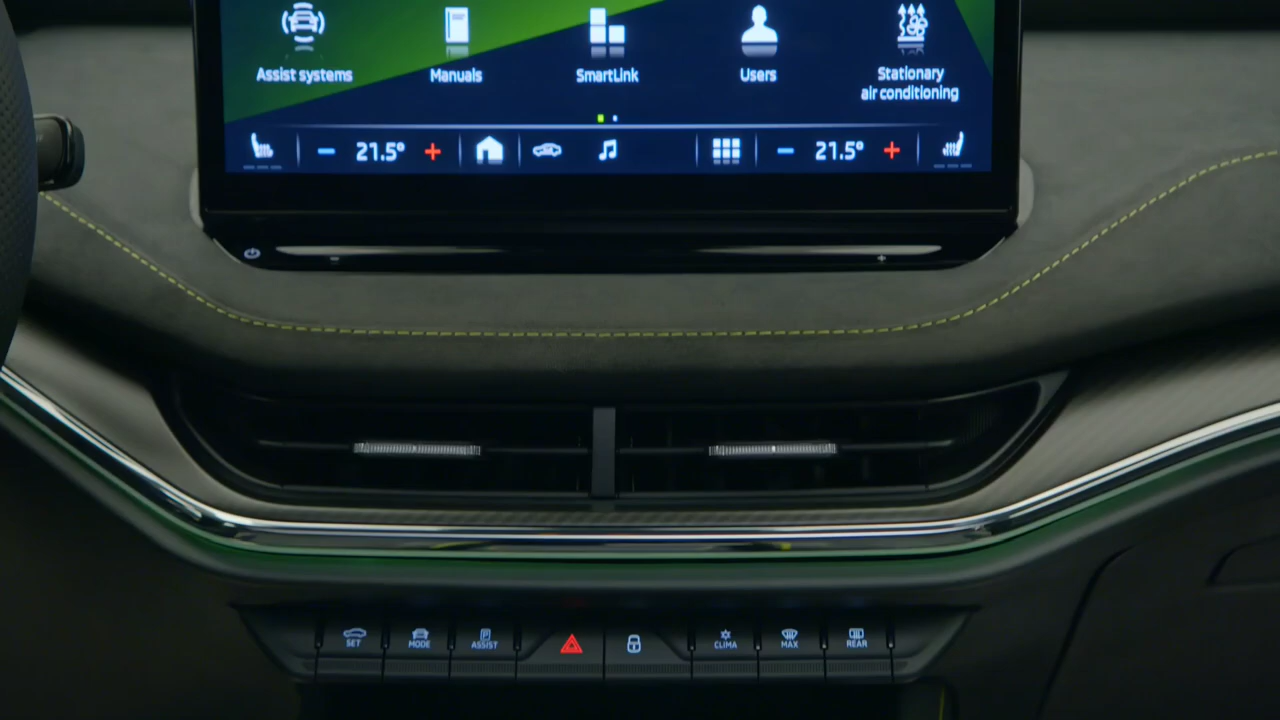 Assist systems
Manuals
SmartLink
Users
Stationary
air conditioning
21.5°
21.5°
SET
MODE
P
ASSIST
CLIMA
MAX
REAR